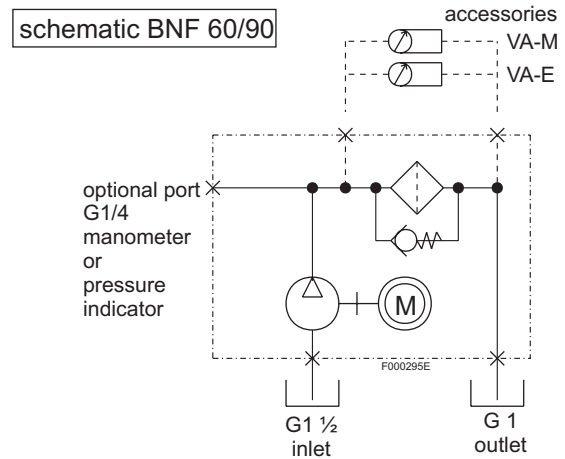 schematic BNF 60/90
accessories
VA-M
VA-E
optional port
G1/4
manometer
or
pressure
indicator
M
F000295E
G1 ½
inlet
G 1
outlet